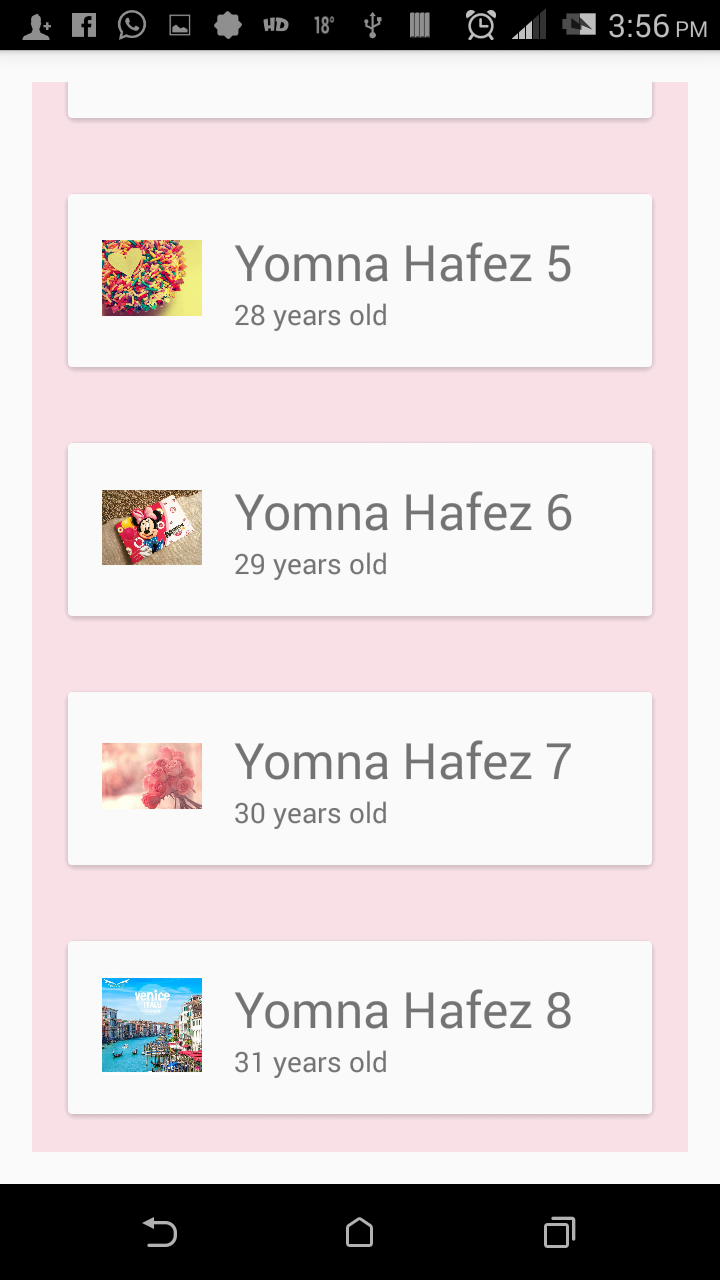 HD 18° 3:56 PM
Yomna Hafez 5
28 years old
Yomna Hafez 6
29 years old
Yomna Hafez 7
30 years old
venice
ITALY
Yomna Hafez 8
31 years old